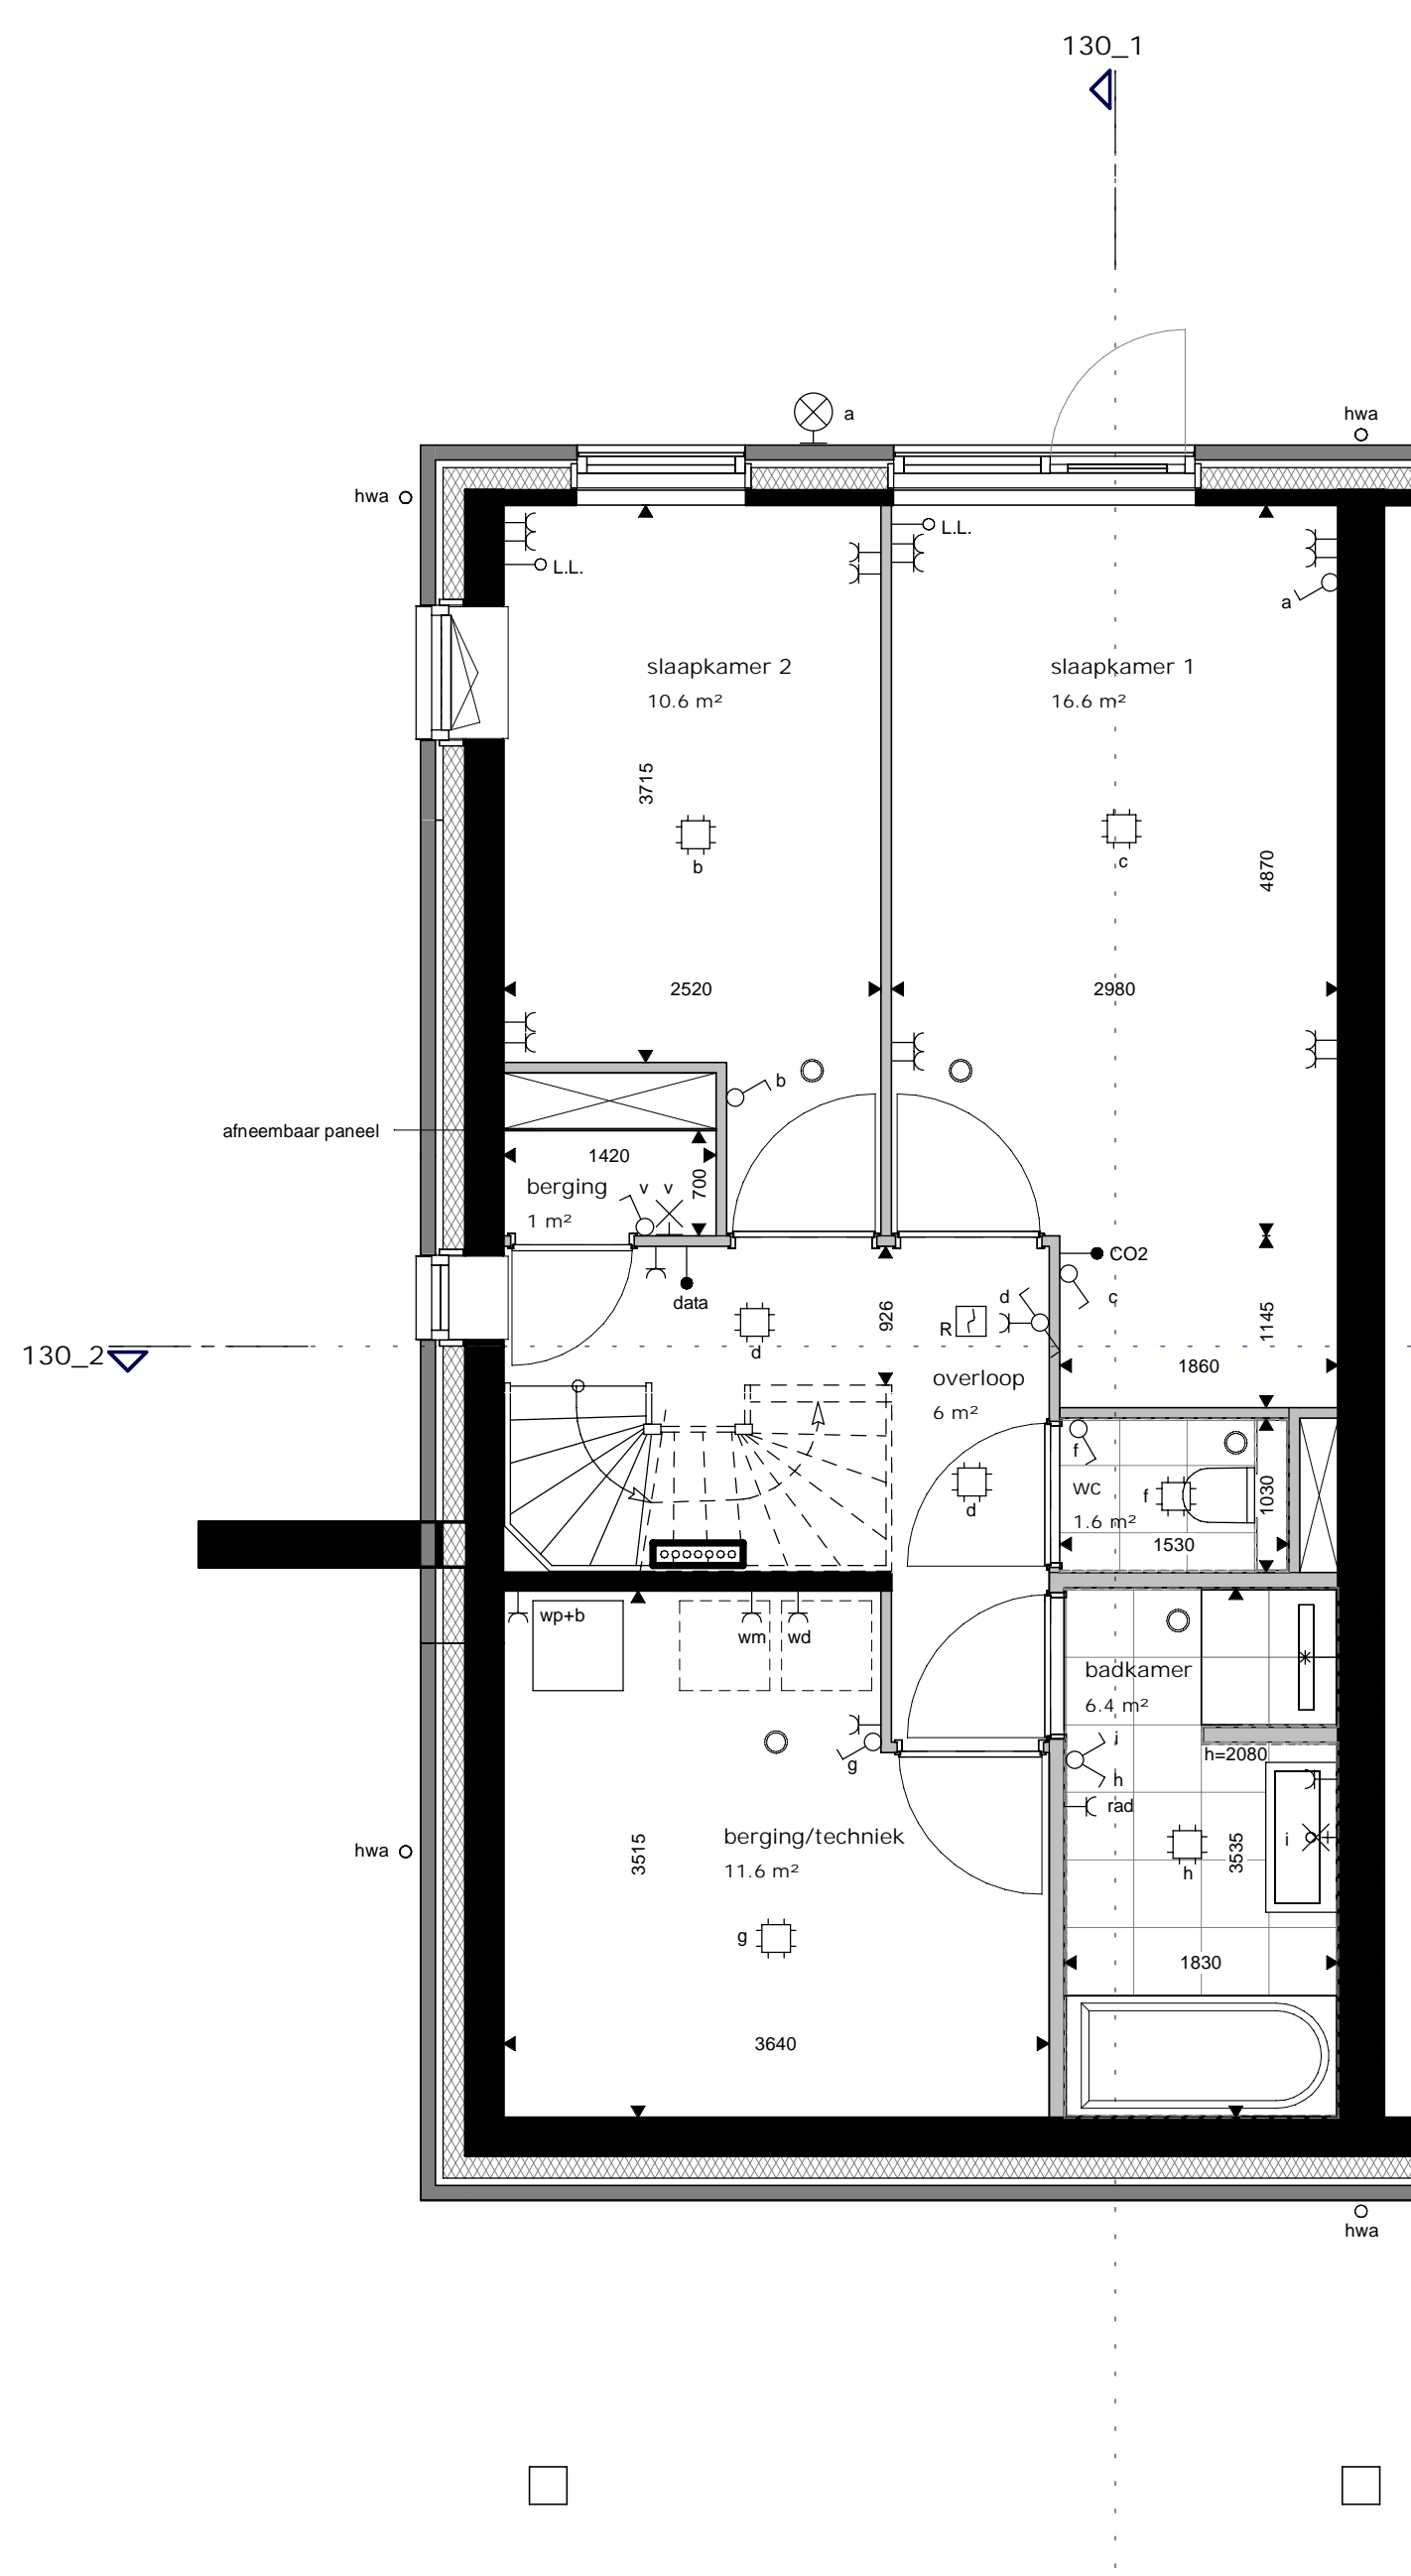 130_1
a
hwa
hwa
L.L.
L.L.
a
slaapkamer 2
10.6 m²
slaapkamer 1
16.6 m²
3715
b
c
4870
2520
2980
b
afneembaar paneel
1420
700
berging
1 m²
v
v
CO2
data
d
c
926
R
d
1145
130_2
1860
overloop
6 m²
f
wc
f
1.6 m²
1030
d
1530
wp+b
wm
wd
badkamer
6.4 m²
i
h=2080
g
h
rad
berging/techniek
11.6 m²
hwa
3515
i
3535
h
g
1830
3640
hwa